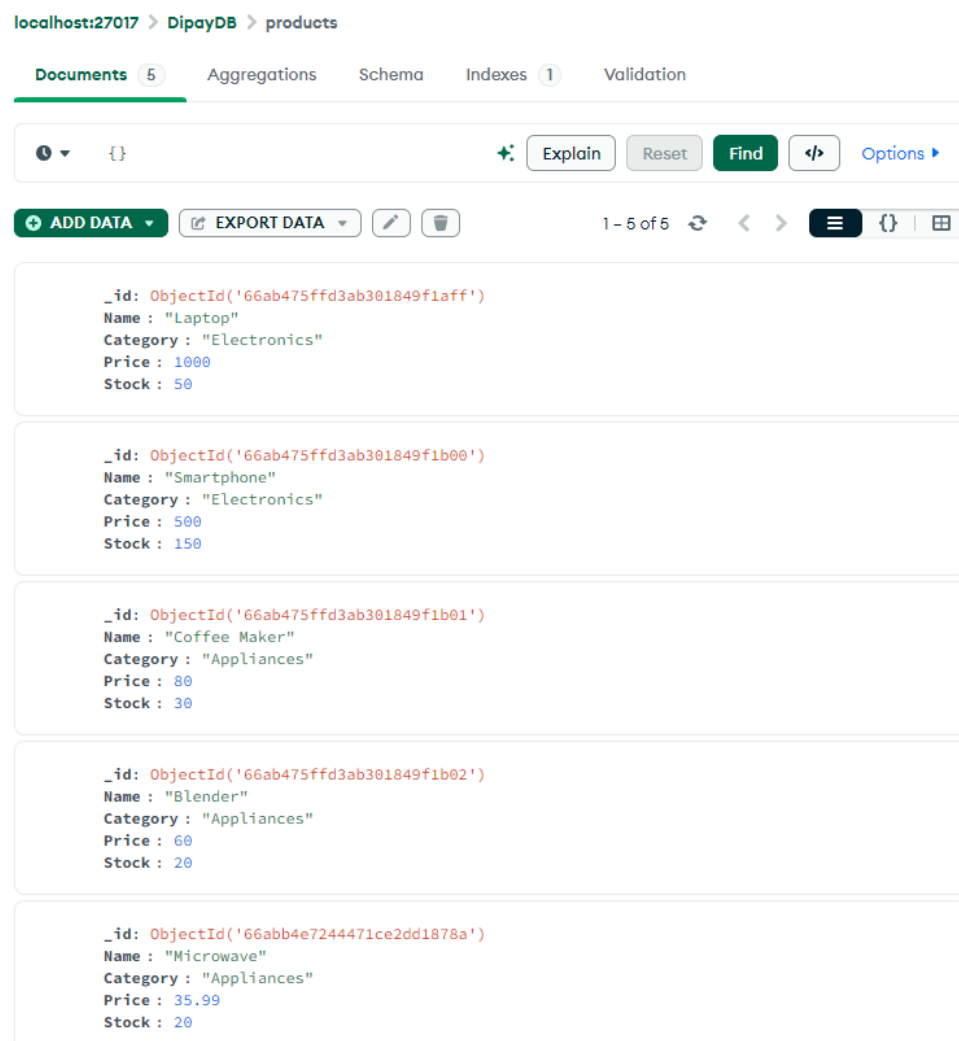 localhost:27017 > DipayDB > products
Documents 5 Aggregations Schema Indexes 1 Validation
{} Explain Reset Find </> Options
ADD DATA EXPORT DATA 1 – 5 of 5 {}
_id: ObjectId('66ab475ffd3ab301849f1aff')
Name : "Laptop"
Category : "Electronics"
Price : 1000
Stock : 50
_id: ObjectId('66ab475ffd3ab301849f1b00')
Name : "Smartphone"
Category : "Electronics"
Price : 500
Stock : 150
_id: ObjectId('66ab475ffd3ab301849f1b01')
Name : "Coffee Maker"
Category : "Appliances"
Price : 80
Stock : 30
_id: ObjectId('66ab475ffd3ab301849f1b02')
Name : "Blender"
Category : "Appliances"
Price : 60
Stock : 20
_id: ObjectId('66abb4e7244471ce2dd1878a')
Name : "Microwave"
Category : "Appliances"
Price : 35.99
Stock : 20